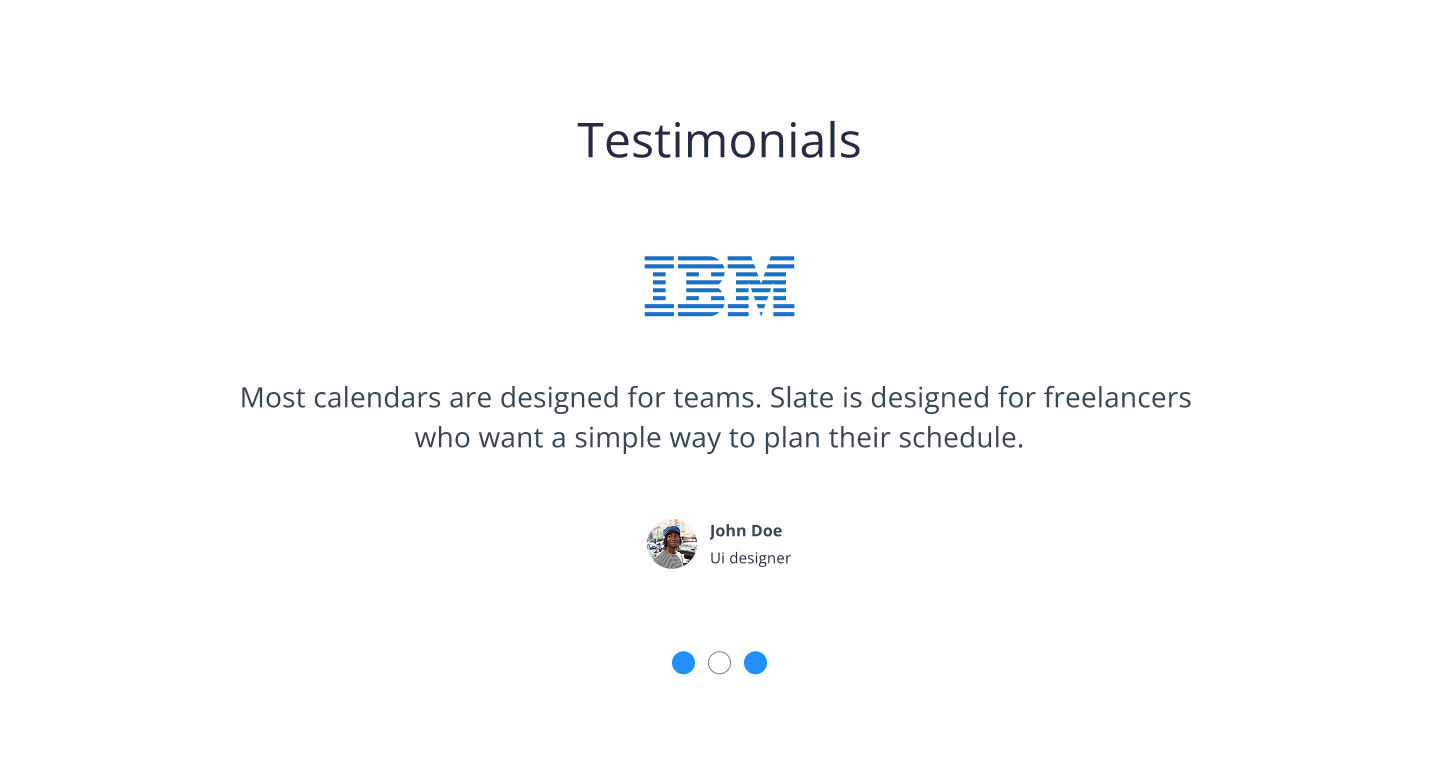 Testimonials
IBM
Most calendars are designed for teams. Slate is designed for freelancers
who want a simple way to plan their schedule.
John Doe
Ui designer